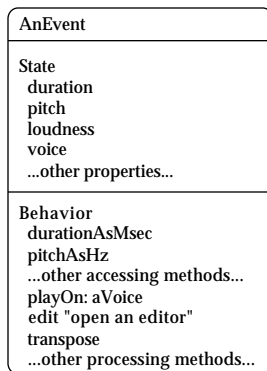 AnEvent
State
duration
pitch
loudness
voice
...other properties...
Behavior
durationAsMsec
pitchAsHz
...other accessing methods...
playOn: aVoice
edit "open an editor"
transpose
...other processing methods...